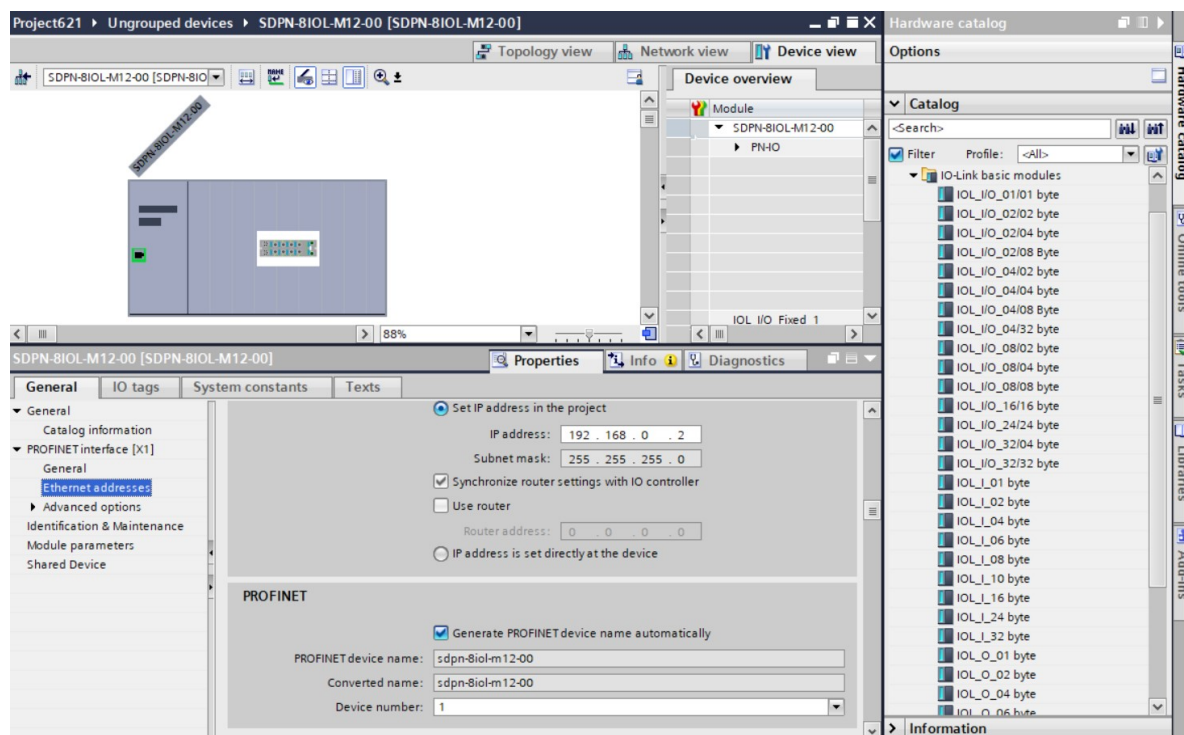 Project621 ▸ Ungrouped devices ▸ SDPN-8IOL-M12-00 [SDPN-8IOL-M12-00]
Topology view
Network view
Device view
SDPN-8IOL-M12-00 [SDPN-8IO
SDPN-8IOL-M12-00
88%
Device overview
Module
SDPN-8IOL-M12-00
PN-IO
IOL I/O Fixed 1
SDPN-8IOL-M12-00 [SDPN-8IOL-M12-00]
Properties
Info
Diagnostics
General
IO tags
System constants
Texts
General
Catalog information
PROFINET interface [X1]
General
Ethernet addresses
Advanced options
Identification & Maintenance
Module parameters
Shared Device
Set IP address in the project
IP address: 192 . 168 . 0 . 2
Subnet mask: 255 . 255 . 255 . 0
Synchronize router settings with IO controller
Use router
Router address: 0 . 0 . 0 . 0
IP address is set directly at the device
PROFINET
Generate PROFINET device name automatically
PROFINET device name: sdpn-8iol-m12-00
Converted name: sdpn-8iol-m12-00
Device number: 1
Hardware catalog
Options
Catalog
<Search>
Filter Profile: <All>
IO-Link basic modules
IOL_I/O_01/01 byte
IOL_I/O_02/02 byte
IOL_I/O_02/04 byte
IOL_I/O_02/08 Byte
IOL_I/O_04/02 byte
IOL_I/O_04/04 byte
IOL_I/O_04/08 Byte
IOL_I/O_04/32 byte
IOL_I/O_08/02 byte
IOL_I/O_08/04 byte
IOL_I/O_08/08 byte
IOL_I/O_16/16 byte
IOL_I/O_24/24 byte
IOL_I/O_32/04 byte
IOL_I/O_32/32 byte
IOL_I_01 byte
IOL_I_02 byte
IOL_I_04 byte
IOL_I_06 byte
IOL_I_08 byte
IOL_I_10 byte
IOL_I_16 byte
IOL_I_24 byte
IOL_I_32 byte
IOL_O_01 byte
IOL_O_02 byte
IOL_O_04 byte
IOL_O_06 byte
Information
Hardware catalog
Online tools
Tasks
Libraries
Add-ins